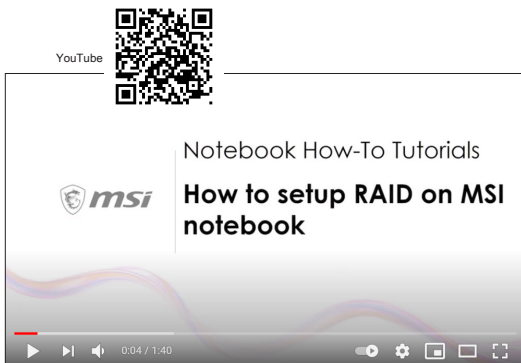 YouTube
Notebook How-To Tutorials
msi
How to setup RAID on MSI
notebook
0:04 / 1:40